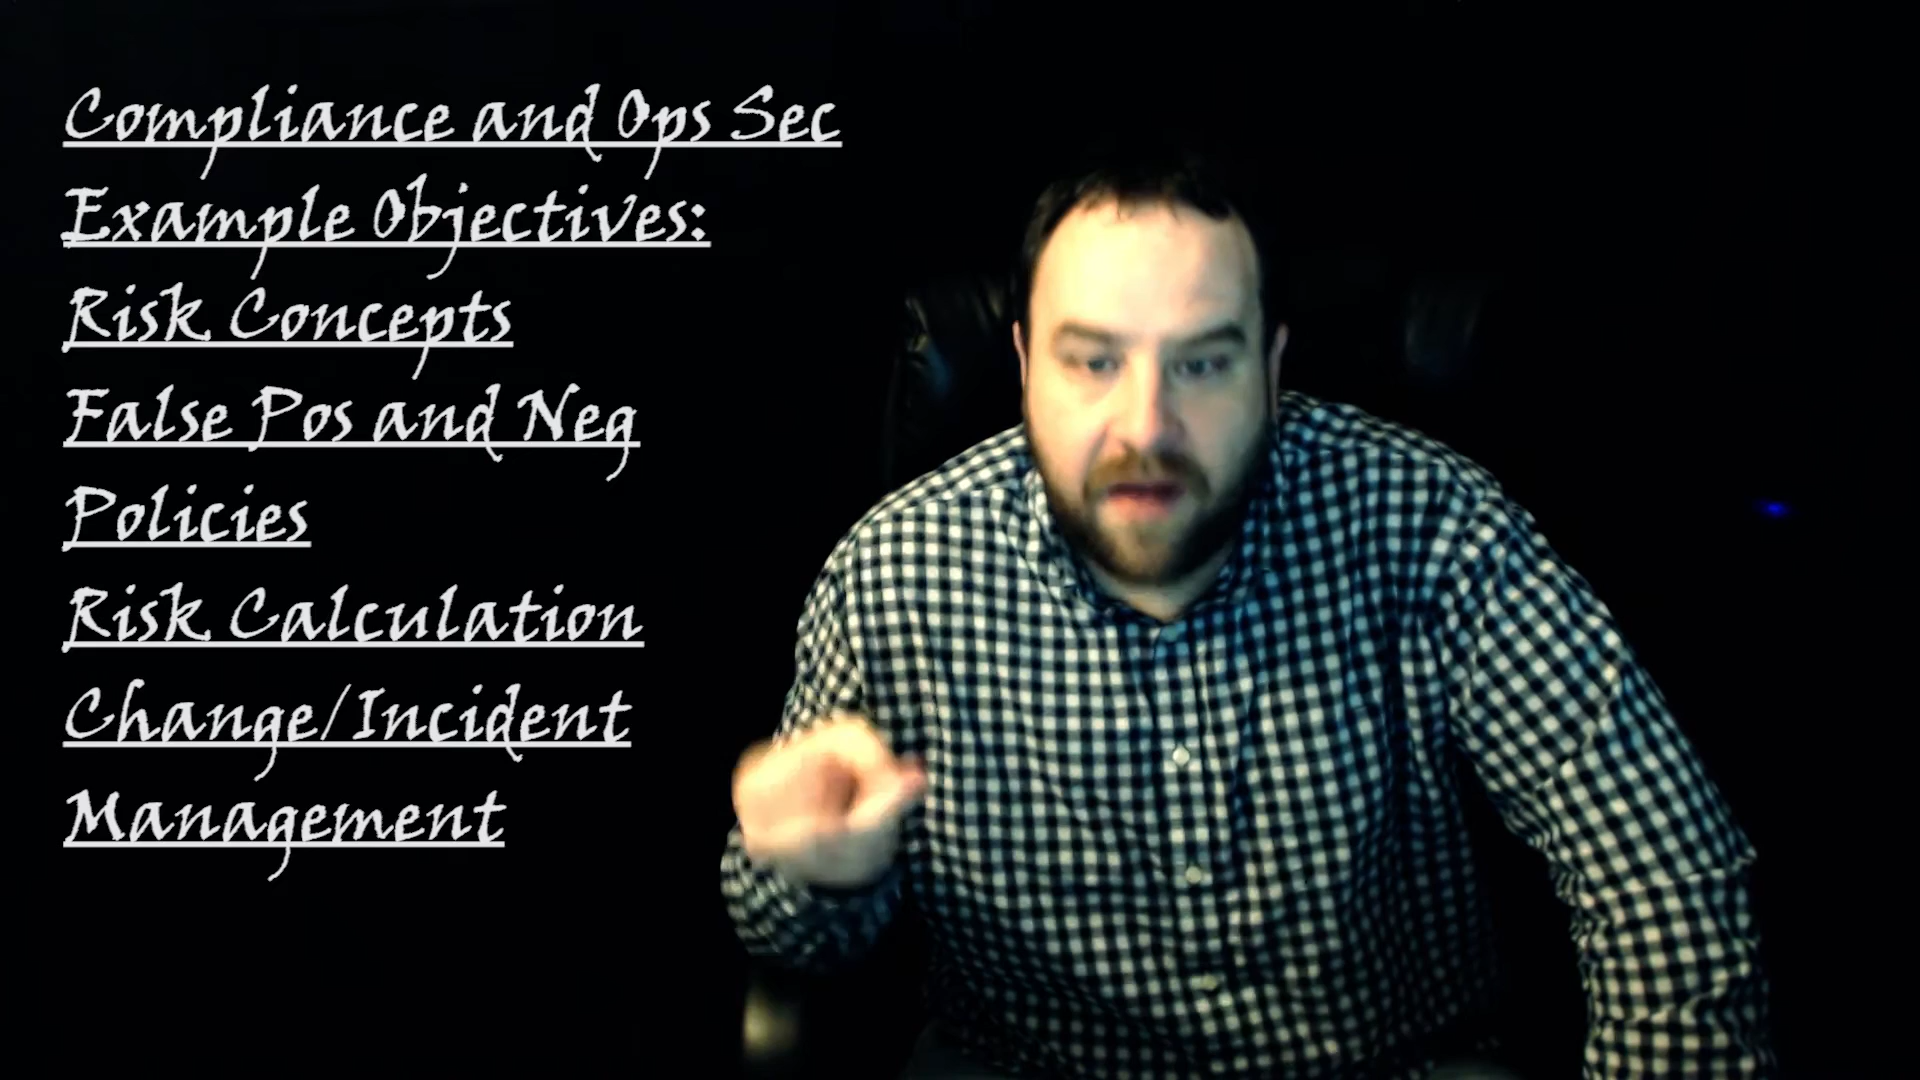 Compliance and Ops Sec
Example Objectives:
Risk Concepts
False Pos and Neg
Policies
Risk Calculation
Change/Incident
Management